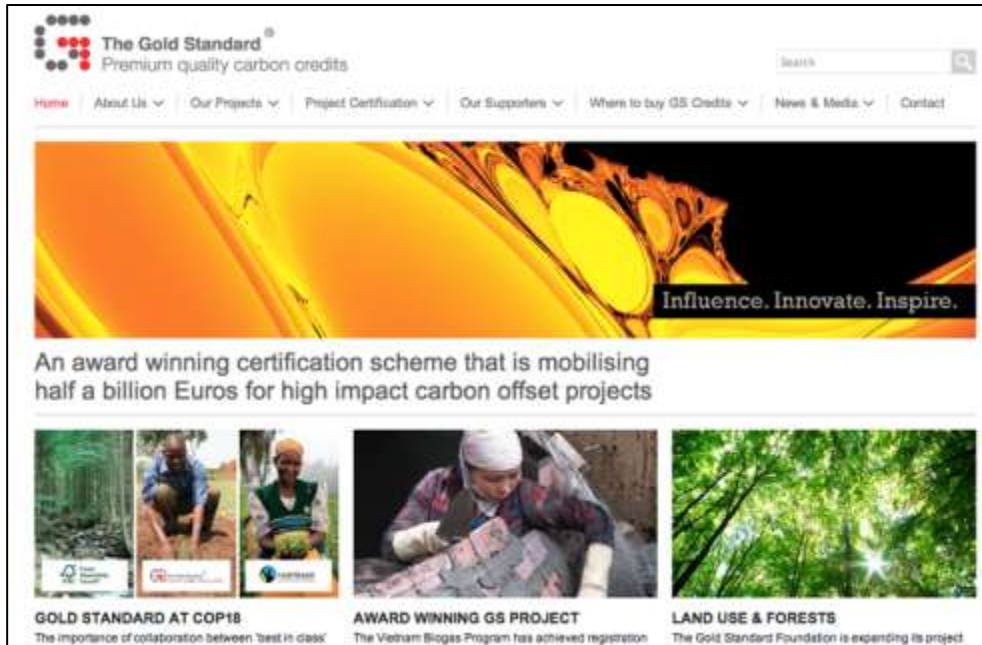 The Gold Standard®
Premium quality carbon credits
Search
Home About Us Our Projects Project Certification Our Supporters Where to buy GS Credits News & Media Contact
Influence. Innovate. Inspire.
An award winning certification scheme that is mobilising
half a billion Euros for high impact carbon offset projects
FAIRTRADE
GOLD STANDARD AT COP18
The importance of collaboration between 'best in class'
AWARD WINNING GS PROJECT
The Vietnam Biogas Program has achieved registration
LAND USE & FORESTS
The Gold Standard Foundation is expanding its project